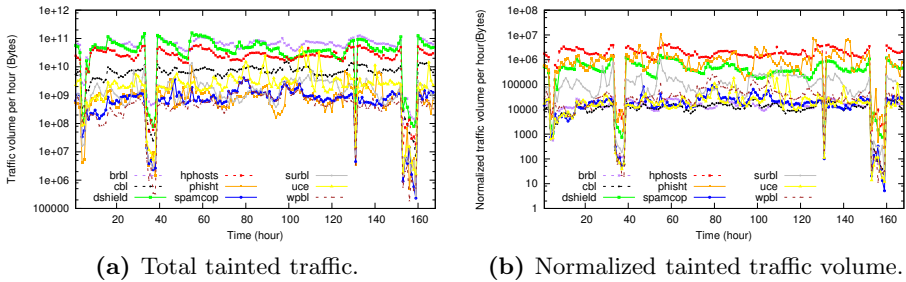 Traffic volume per hour (Bytes)
1e+12
1e+11
1e+10
1e+09
1e+08
1e+07
1e+06
100000
20 40 60 80 100 120 140 160
Time (hour)
brbl hphosts surbl
cbl phisht uce
dshield spamcop wpbl
(a) Total tainted traffic.
Normalized traffic volume per hour(Bytes)
1e+08
1e+07
1e+06
100000
10000
1000
100
10
1
20 40 60 80 100 120 140 160
Time (hour)
brbl hphosts surbl
cbl phisht uce
dshield spamcop wpbl
(b) Normalized tainted traffic volume.